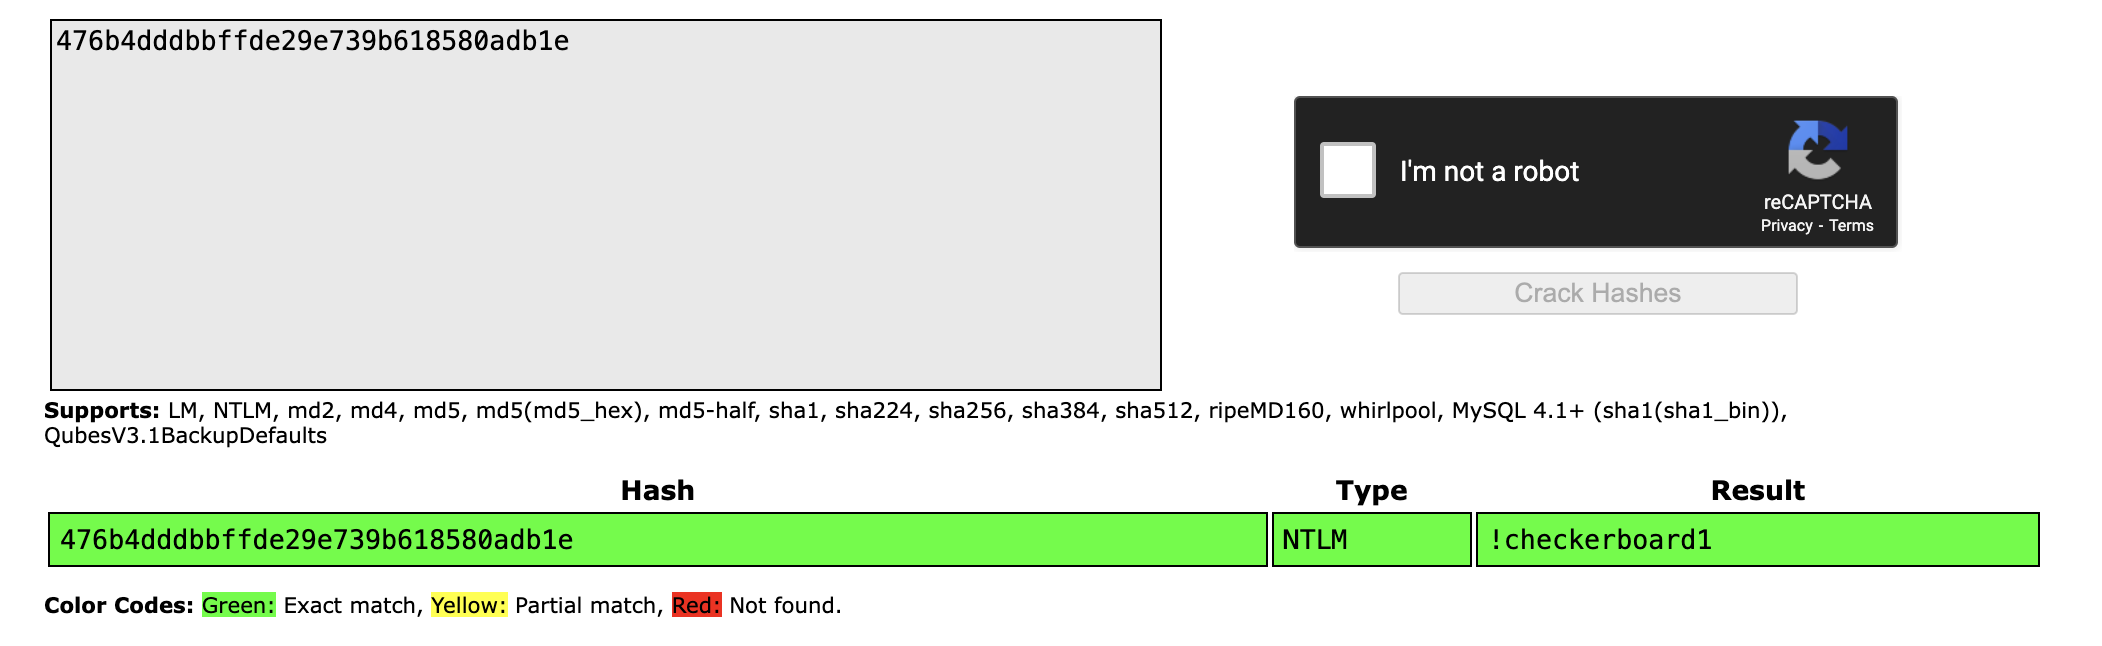 476b4dddbbffde29e739b618580adb1e
I'm not a robot
reCAPTCHA
Privacy - Terms
Crack Hashes
Supports: LM, NTLM, md2, md4, md5, md5(md5_hex), md5-half, sha1, sha224, sha256, sha384, sha512, ripeMD160, whirlpool, MySQL 4.1+ (sha1(sha1_bin)),
QubesV3.1BackupDefaults
Hash Type Result
476b4dddbbffde29e739b618580adb1e NTLM !checkerboard1
Color Codes: Green: Exact match, Yellow: Partial match, Red: Not found.